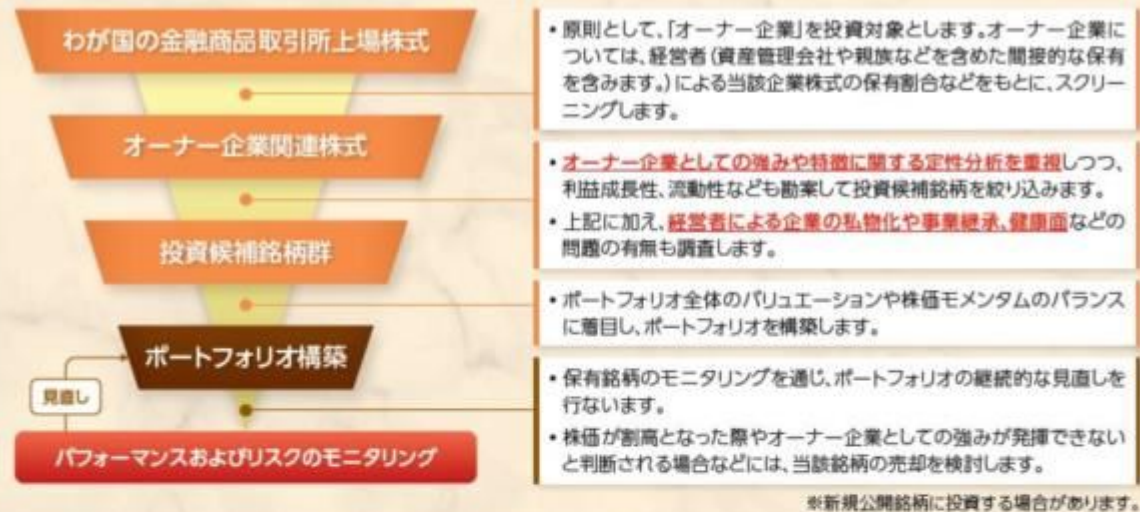 わが国の金融商品取引所上場株式
・原則として、「オーナー企業」を投資対象とします。オーナー企業に
ついては、経営者(資産管理会社や親族などを含めた間接的な保有
を含みます。)による当該企業株式の保有割合などをもとに、スクリー
ニングします。
オーナー企業関連株式
・オーナー企業としての強みや特徴に関する定性分析を重視しつつ、
利益成長性、流動性なども勘案して投資候補銘柄を絞り込みます。
・上記に加え、経営者による企業の私物化や事業継承、健康面などの
問題の有無も調査します。
投資候補銘柄群
・ポートフォリオ全体のバリュエーションや株価モメンタムのバランス
に着目し、ポートフォリオを構築します。
ポートフォリオ構築
見直し
・保有銘柄のモニタリングを通じ、ポートフォリオの継続的な見直しを
行ないます。
・株価が割高となった際やオーナー企業としての強みが発揮できない
と判断される場合などには、当該銘柄の売却を検討します。
パフォーマンスおよびリスクのモニタリング
※新規公開銘柄に投資する場合があります。